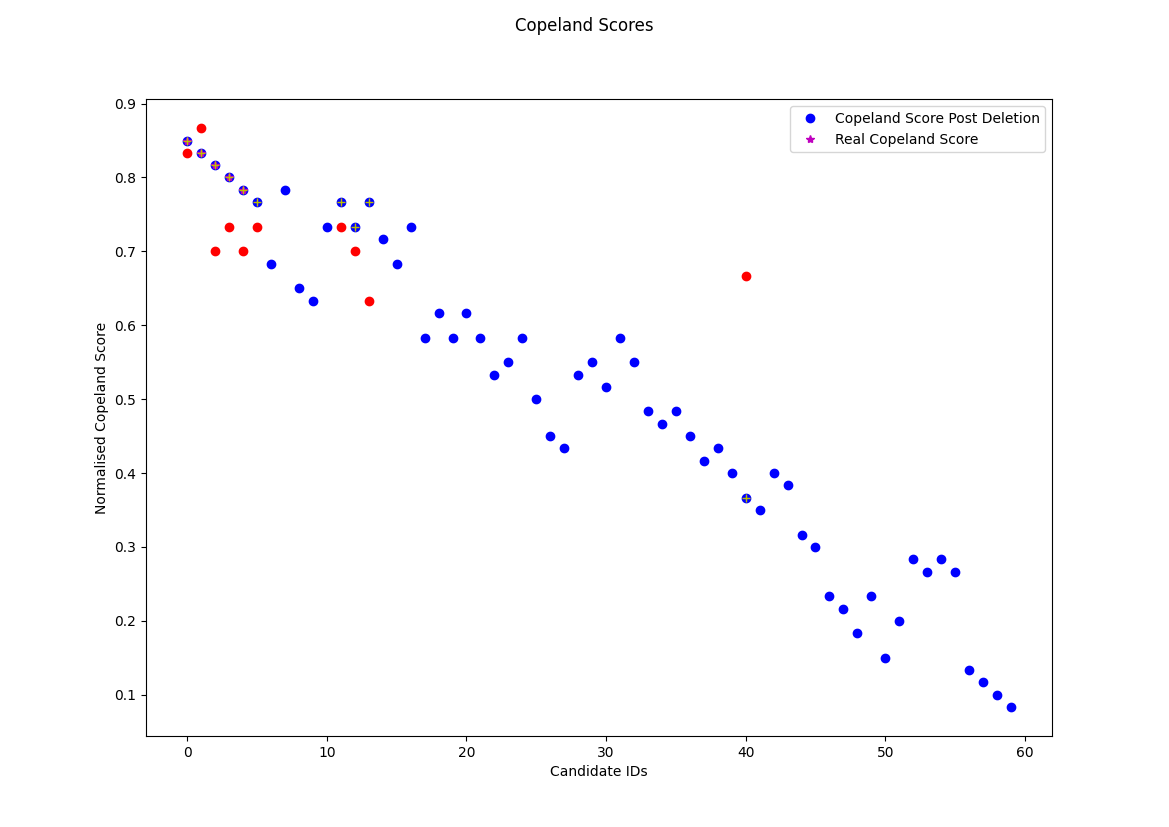 Copeland Scores
Copeland Score Post Deletion
Real Copeland Score
Normalised Copeland Score
0.9
0.8
0.7
0.6
0.5
0.4
0.3
0.2
0.1
0 10 20 30 40 50 60
Candidate IDs